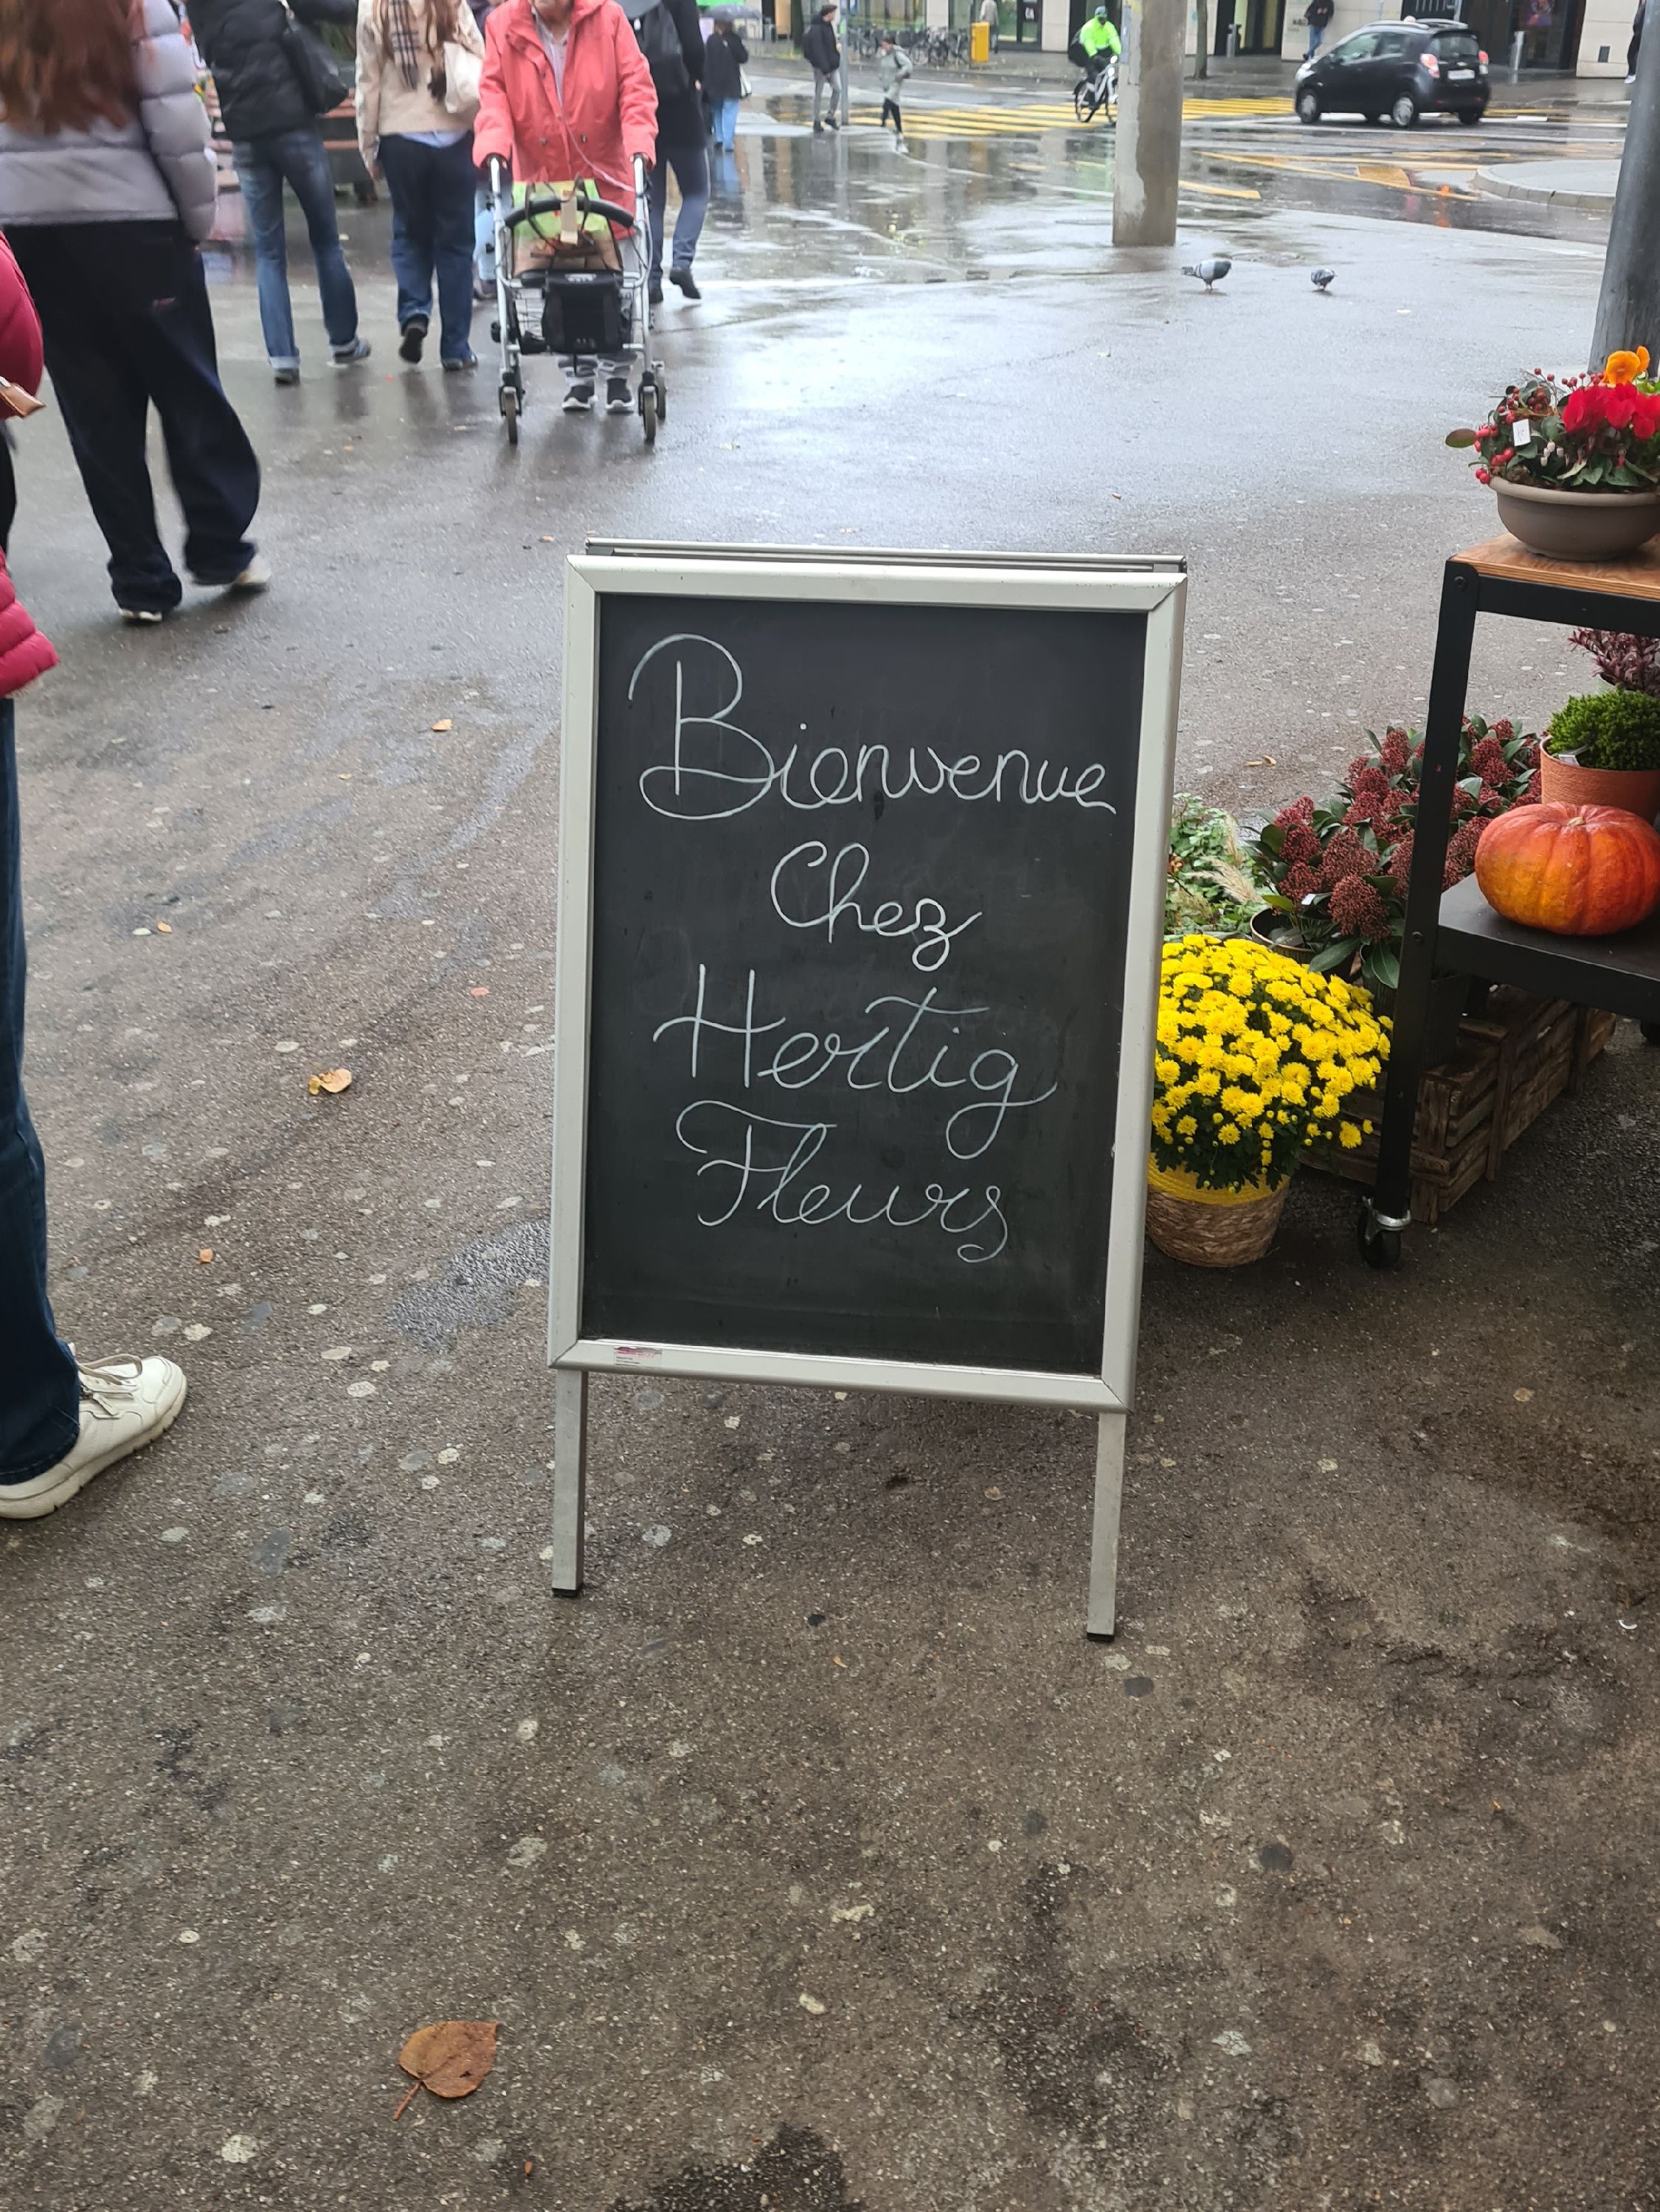 Bienvenue
Chez
Hertig
Fleurs